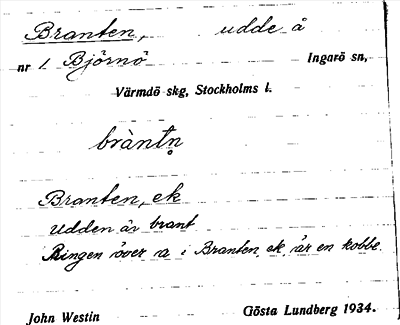 Branten, udde å
nr 1 Björnö Ingarö sn,
Värmdö skg, Stockholms l.
bràntn̥
Branten, ek
Udden är brant
Ringen över a i Branten, ek, är en kobbe.
John Westin Gösta Lundberg 1934.